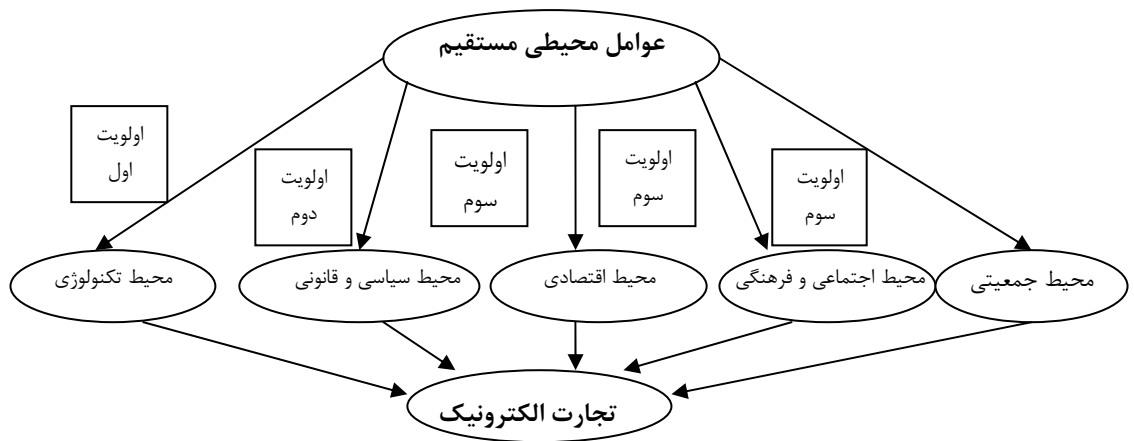 عوامل محیطی مستقیم
اولویت
سوم
اولویت
سوم
اولویت
سوم
اولویت
دوم
اولویت
اول
محیط جمعیتی
محیط اجتماعی و فرهنگی
محیط اقتصادی
محیط سیاسی و قانونی
محیط تکنولوژی
تجارت الکترونیک